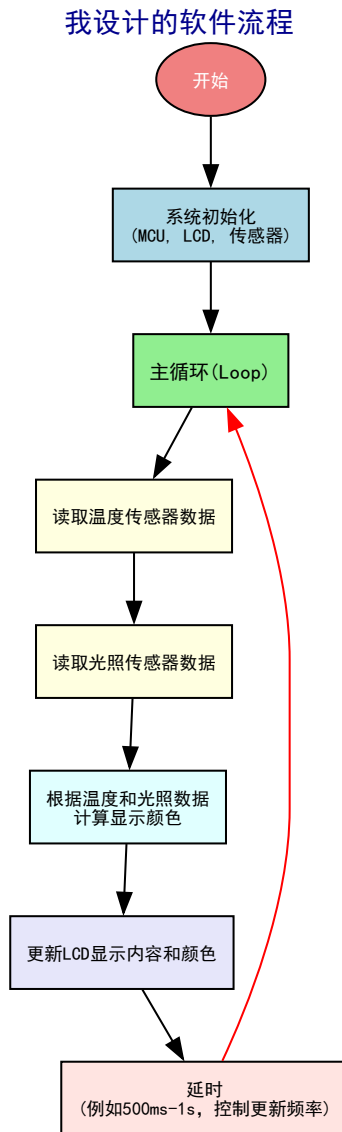 我设计的软件流程
开始
系统初始化
(MCU, LCD, 传感器)
主循环(Loop)
读取温度传感器数据
读取光照传感器数据
根据温度和光照数据
计算显示颜色
更新LCD显示内容和颜色
延时
(例如500ms-1s，控制更新频率)